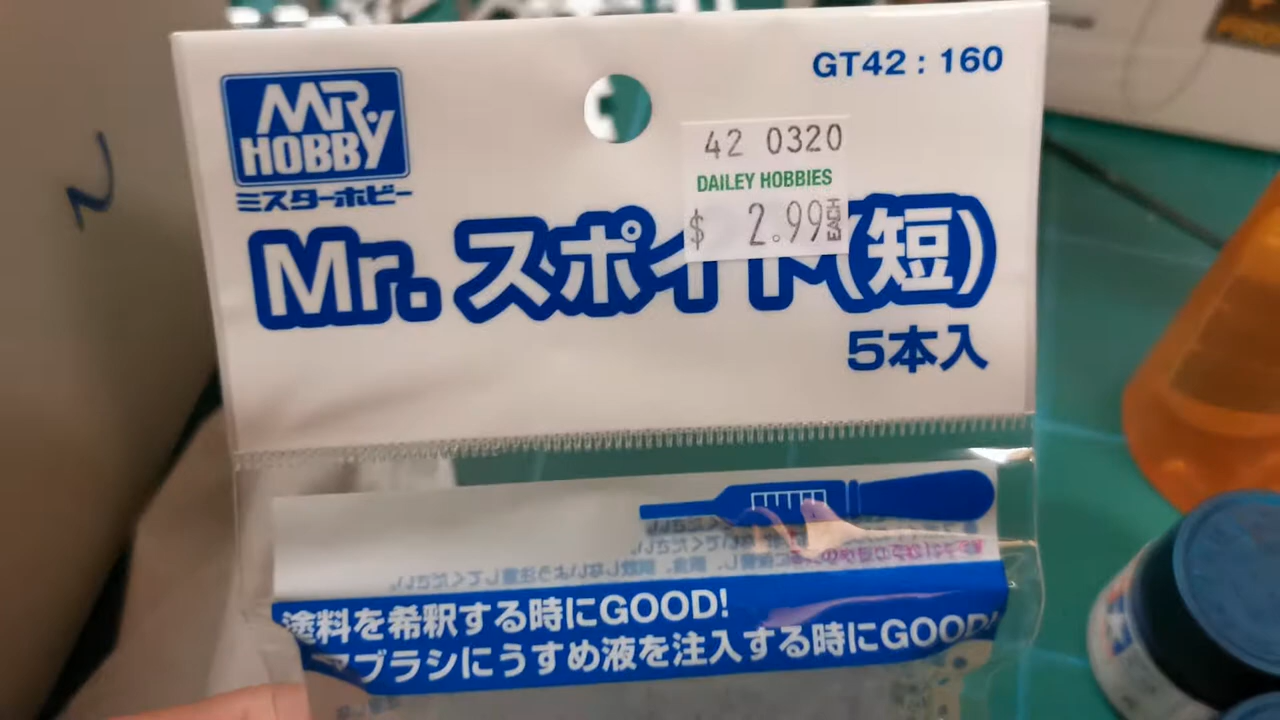 GT42 : 160
MR. HOBBY
ミスターホビー
42 0320
DAILEY HOBBIES
$ 2.99 EACH
Mr. スポイト(短)
5本入
塗料を希釈する時にGOOD!
ブラシにうすめ液を注入する時にGOOD!